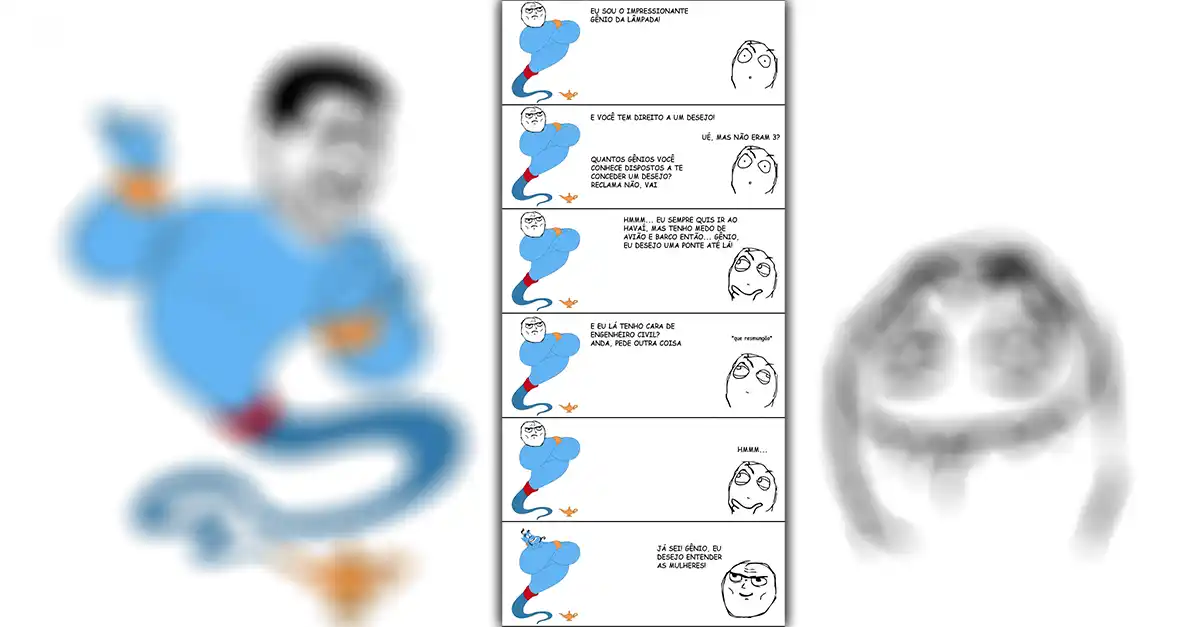 EU SOU O IMPRESSIONANTE
GÊNIO DA LÂMPADA!
E VOCÊ TEM DIREITO A UM DESEJO!
UÉ, MAS NÃO ERAM 3?
QUANTOS GÊNIOS VOCÊ
CONHECE DISPOSTOS A TE
CONCEDER UM DESEJO?
RECLAMA NÃO, VAI
HMMM... EU SEMPRE QUIS IR AO
HAVAÍ, MAS TENHO MEDO DE
AVIÃO E BARCO ENTÃO... GÊNIO,
EU DESEJO UMA PONTE ATÉ LÁ!
E EU LÁ TENHO CARA DE
ENGENHEIRO CIVIL?
ANDA, PEDE OUTRA COISA
*que resmungão*
HMMM...
JÁ SEI! GÊNIO, EU
DESEJO ENTENDER
AS MULHERES!